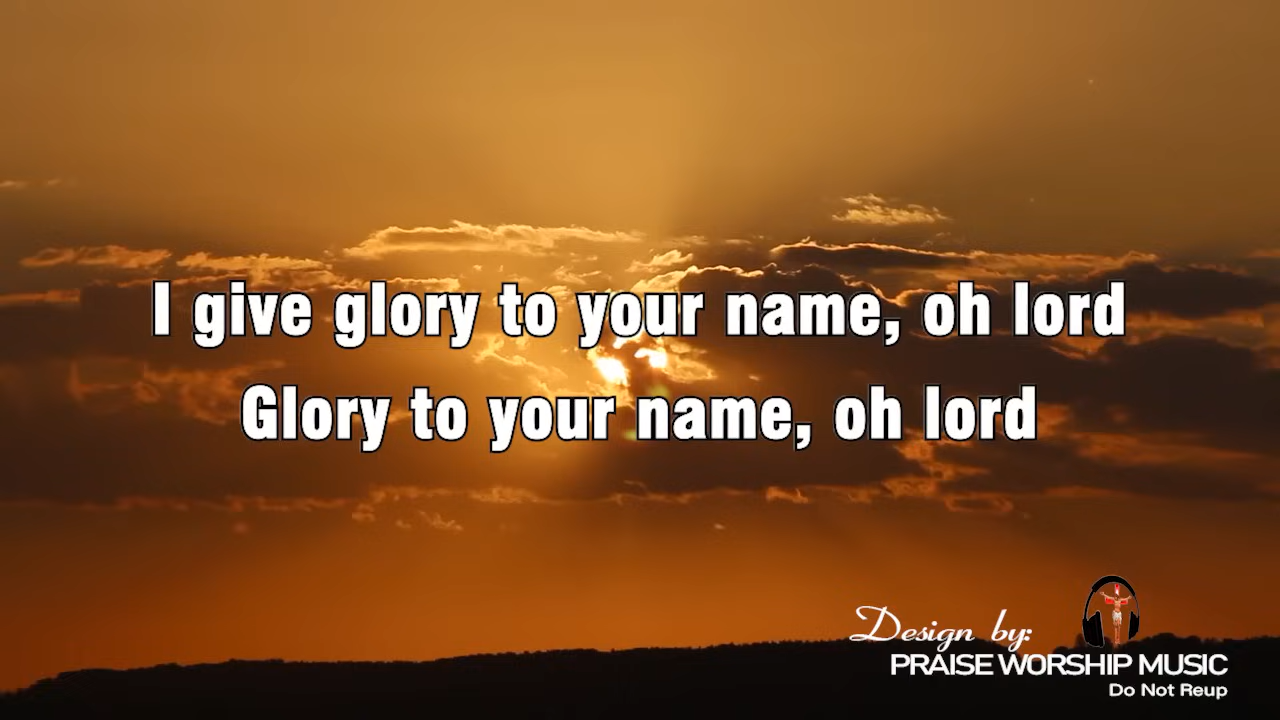 I give glory to your name, oh lord
Glory to your name, oh lord
Design by:
PRAISE WORSHIP MUSIC
Do Not Reup